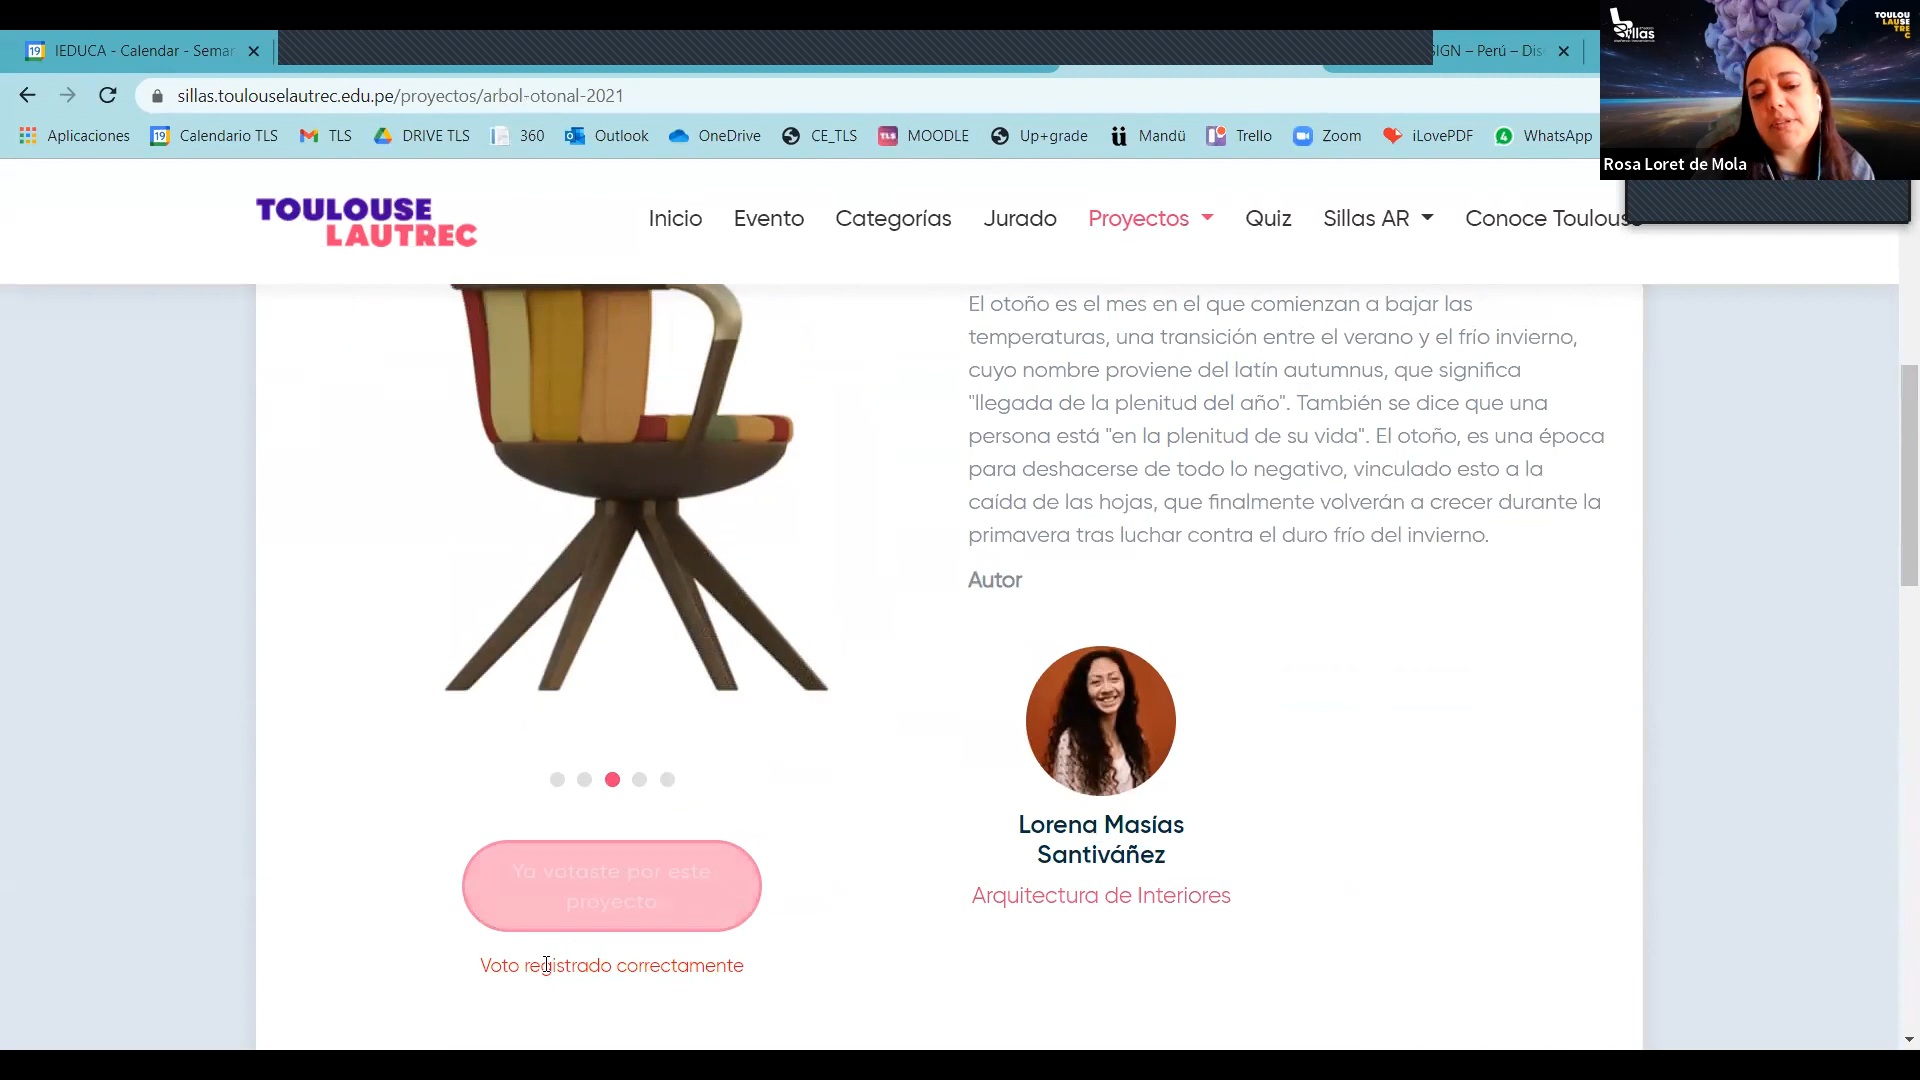 IEDUCA - Calendar - Semar
SIGN – Perú – Dis
sillas.toulouselautrec.edu.pe/proyectos/arbol-otonal-2021
Aplicaciones
Calendario TLS
TLS
DRIVE TLS
360
Outlook
OneDrive
CE_TLS
MOODLE
Up+grade
Mandü
Trello
Zoom
iLovePDF
WhatsApp
sillas
TOULOU
LAUSE
TRE
C
Rosa Loret de Mola
TOULOUSE
LAUTREC
Inicio
Evento
Categorías
Jurado
Proyectos
Quiz
Sillas AR
Conoce Toulouse
El otoño es el mes en el que comienzan a bajar las
temperaturas, una transición entre el verano y el frío invierno,
cuyo nombre proviene del latín autumnus, que significa
"llegada de la plenitud del año". También se dice que una
persona está "en la plenitud de su vida". El otoño, es una época
para deshacerse de todo lo negativo, vinculado esto a la
caída de las hojas, que finalmente volverán a crecer durante la
primavera tras luchar contra el duro frío del invierno.
Autor
Lorena Masías
Santiváñez
Arquitectura de Interiores
Ya votaste por este
proyecto
Voto registrado correctamente